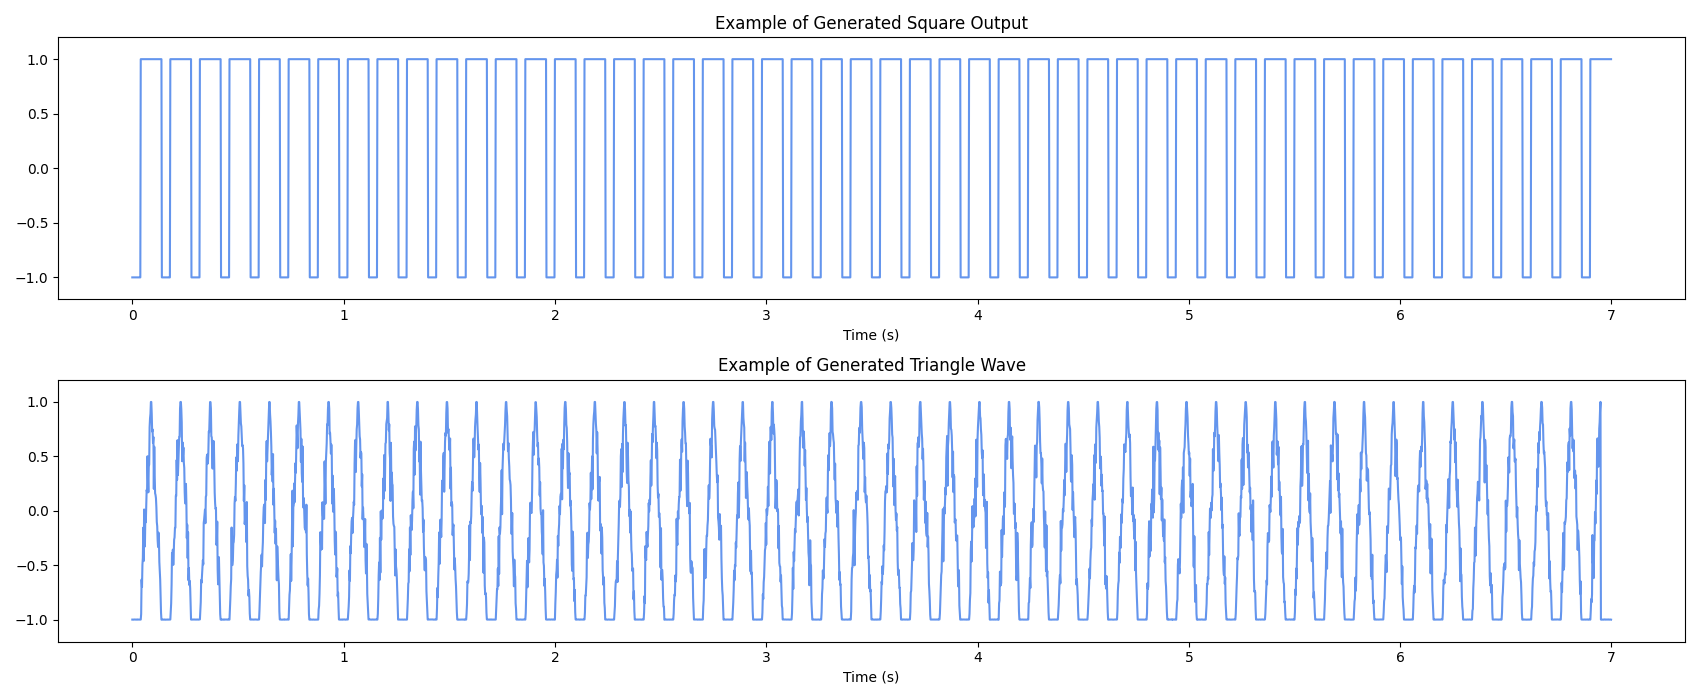 Example of Generated Square Output
1.0
0.5
0.0
−0.5
−1.0
0 1 2 3 4 5 6 7
Time (s)
Example of Generated Triangle Wave
1.0
0.5
0.0
−0.5
−1.0
0 1 2 3 4 5 6 7
Time (s)